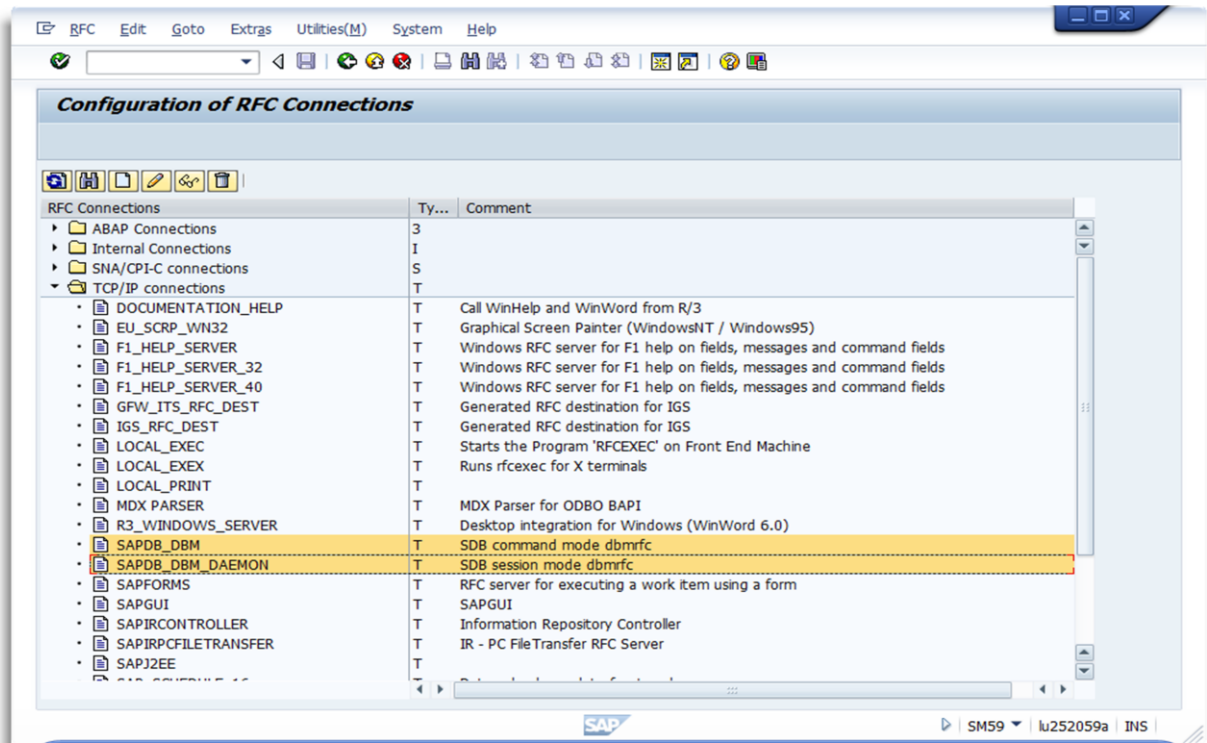 RFC Edit Goto Extras Utilities(M) System Help
Configuration of RFC Connections
RFC Connections Ty... Comment
ABAP Connections 3
Internal Connections I
SNA/CPI-C connections S
TCP/IP connections T
DOCUMENTATION_HELP T Call WinHelp and WinWord from R/3
EU_SCRP_WN32 T Graphical Screen Painter (WindowsNT / Windows95)
F1_HELP_SERVER T Windows RFC server for F1 help on fields, messages and command fields
F1_HELP_SERVER_32 T Windows RFC server for F1 help on fields, messages and command fields
F1_HELP_SERVER_40 T Windows RFC server for F1 help on fields, messages and command fields
GFW_ITS_RFC_DEST T Generated RFC destination for IGS
IGS_RFC_DEST T Generated RFC destination for IGS
LOCAL_EXEC T Starts the Program 'RFCEXEC' on Front End Machine
LOCAL_EXEX T Runs rfcexec for X terminals
LOCAL_PRINT T
MDX PARSER T MDX Parser for ODBO BAPI
R3_WINDOWS_SERVER T Desktop integration for Windows (WinWord 6.0)
SAPDB_DBM T SDB command mode dbmrfc
SAPDB_DBM_DAEMON T SDB session mode dbmrfc
SAPFORMS T RFC server for executing a work item using a form
SAPGUI T SAPGUI
SAPIRCONTROLLER T Information Repository Controller
SAPIRPCFILETRANSFER T IR - PC FileTransfer RFC Server
SAPJ2EE T
SAP SM59 lu252059a INS